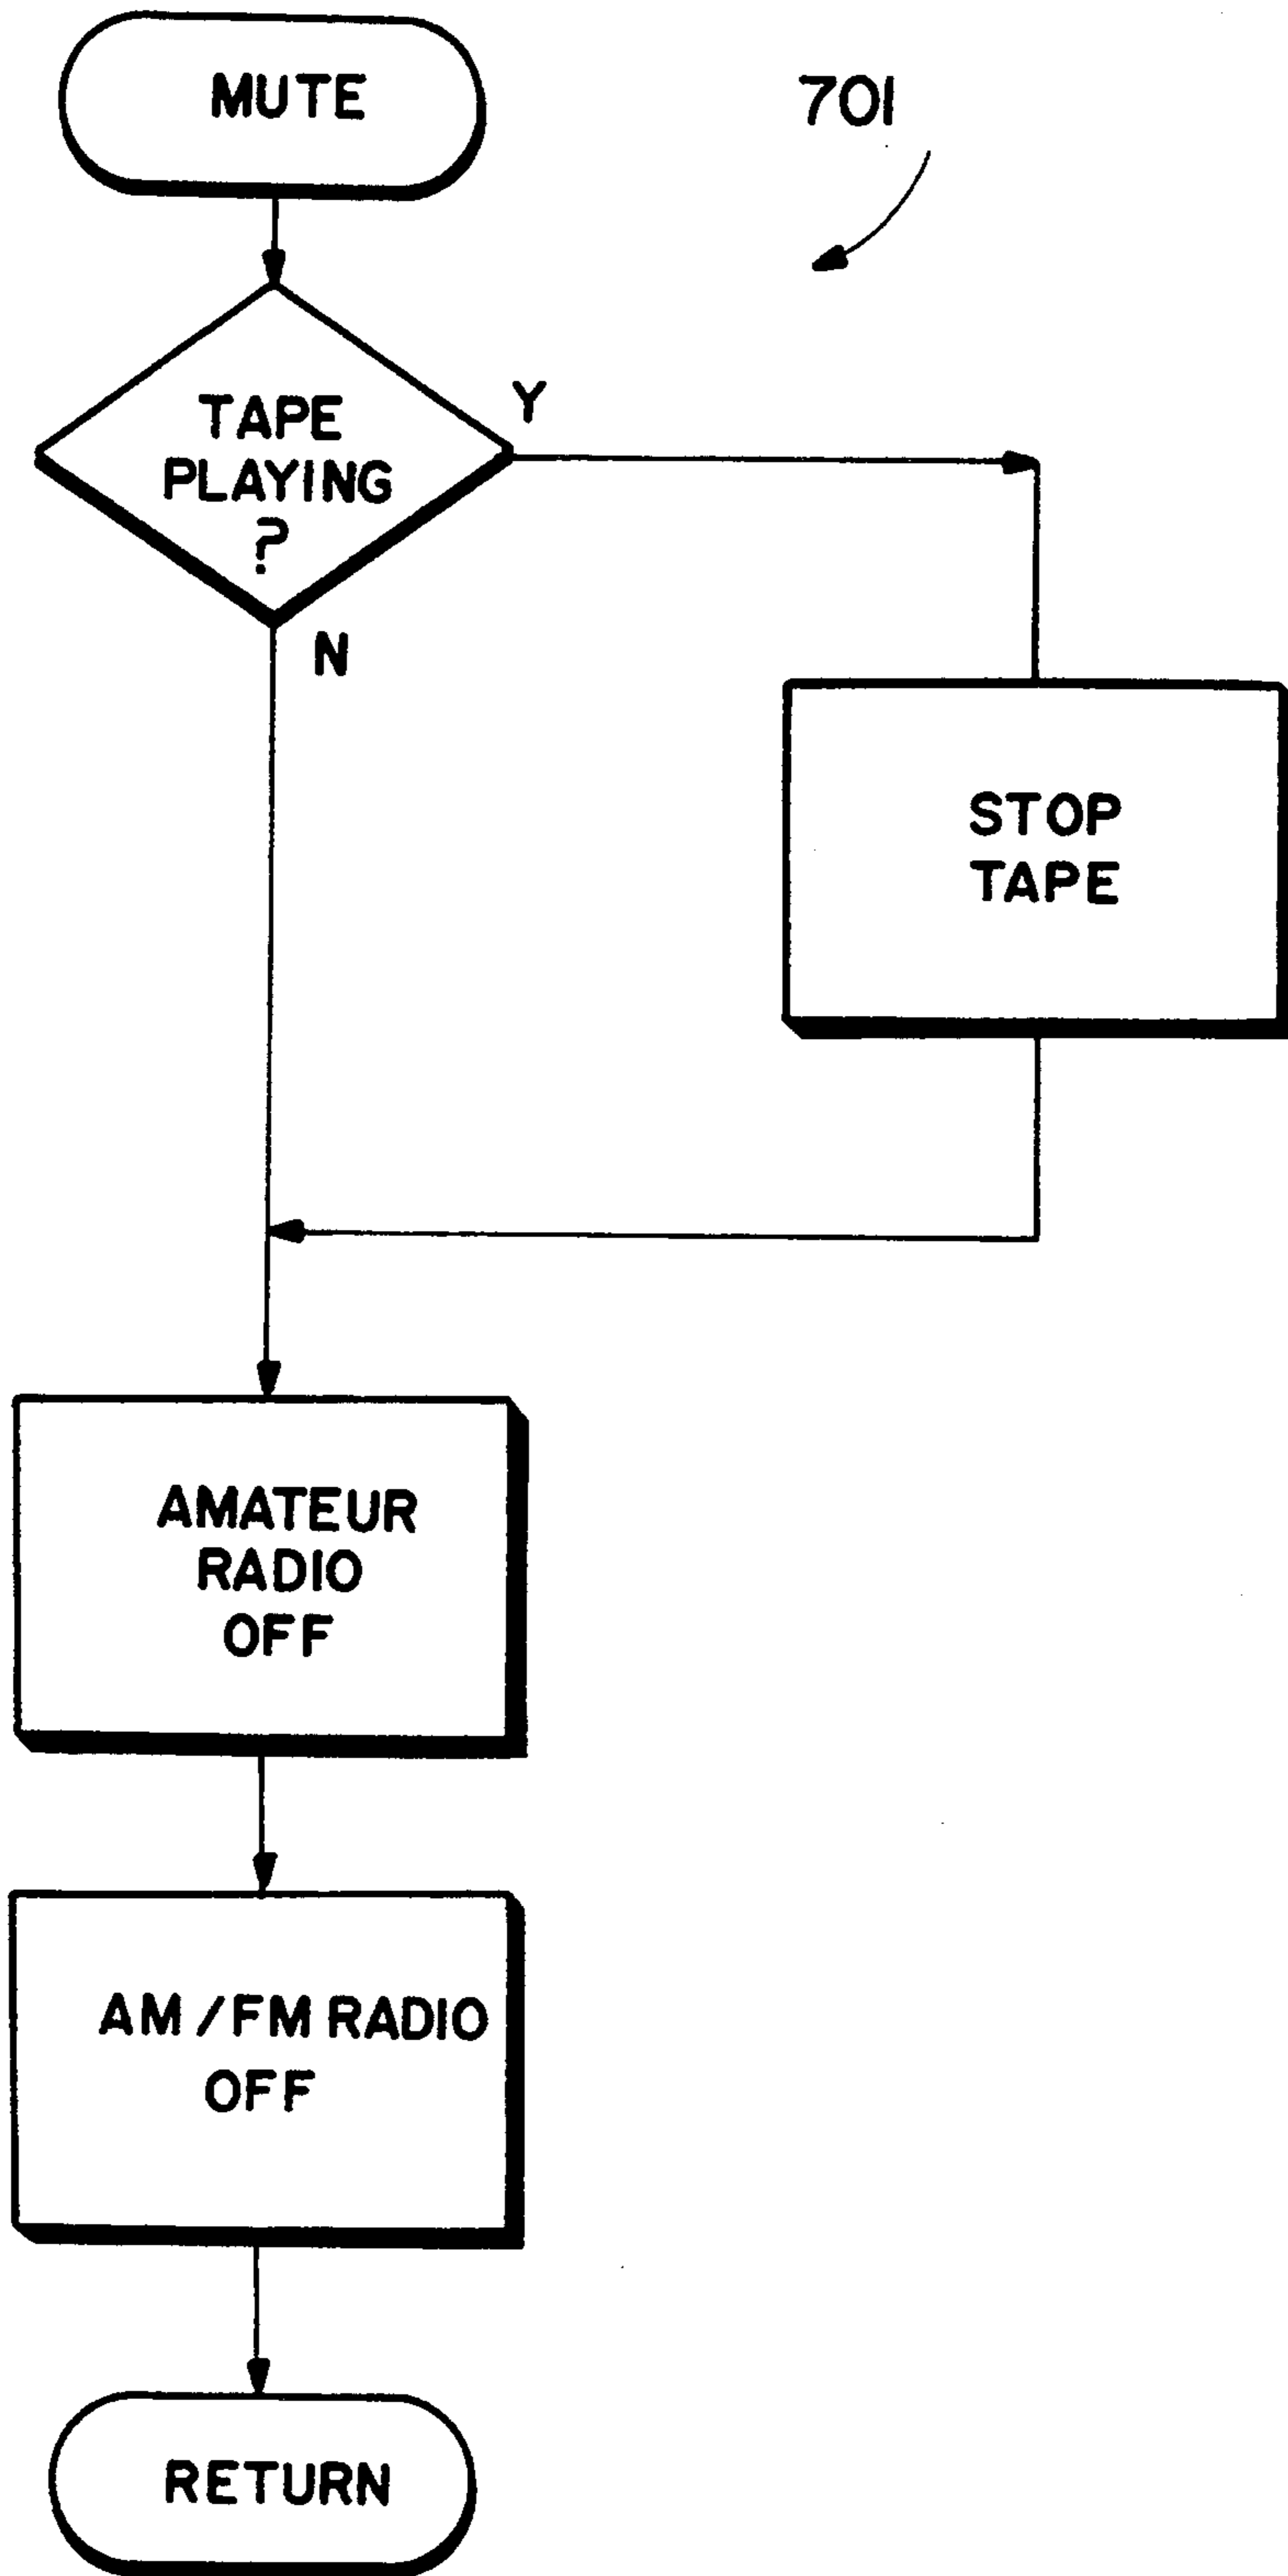 MUTE
701
TAPE
PLAYING
?
Y
N
STOP
TAPE
AMATEUR
RADIO
OFF
AM/FM RADIO
OFF
RETURN